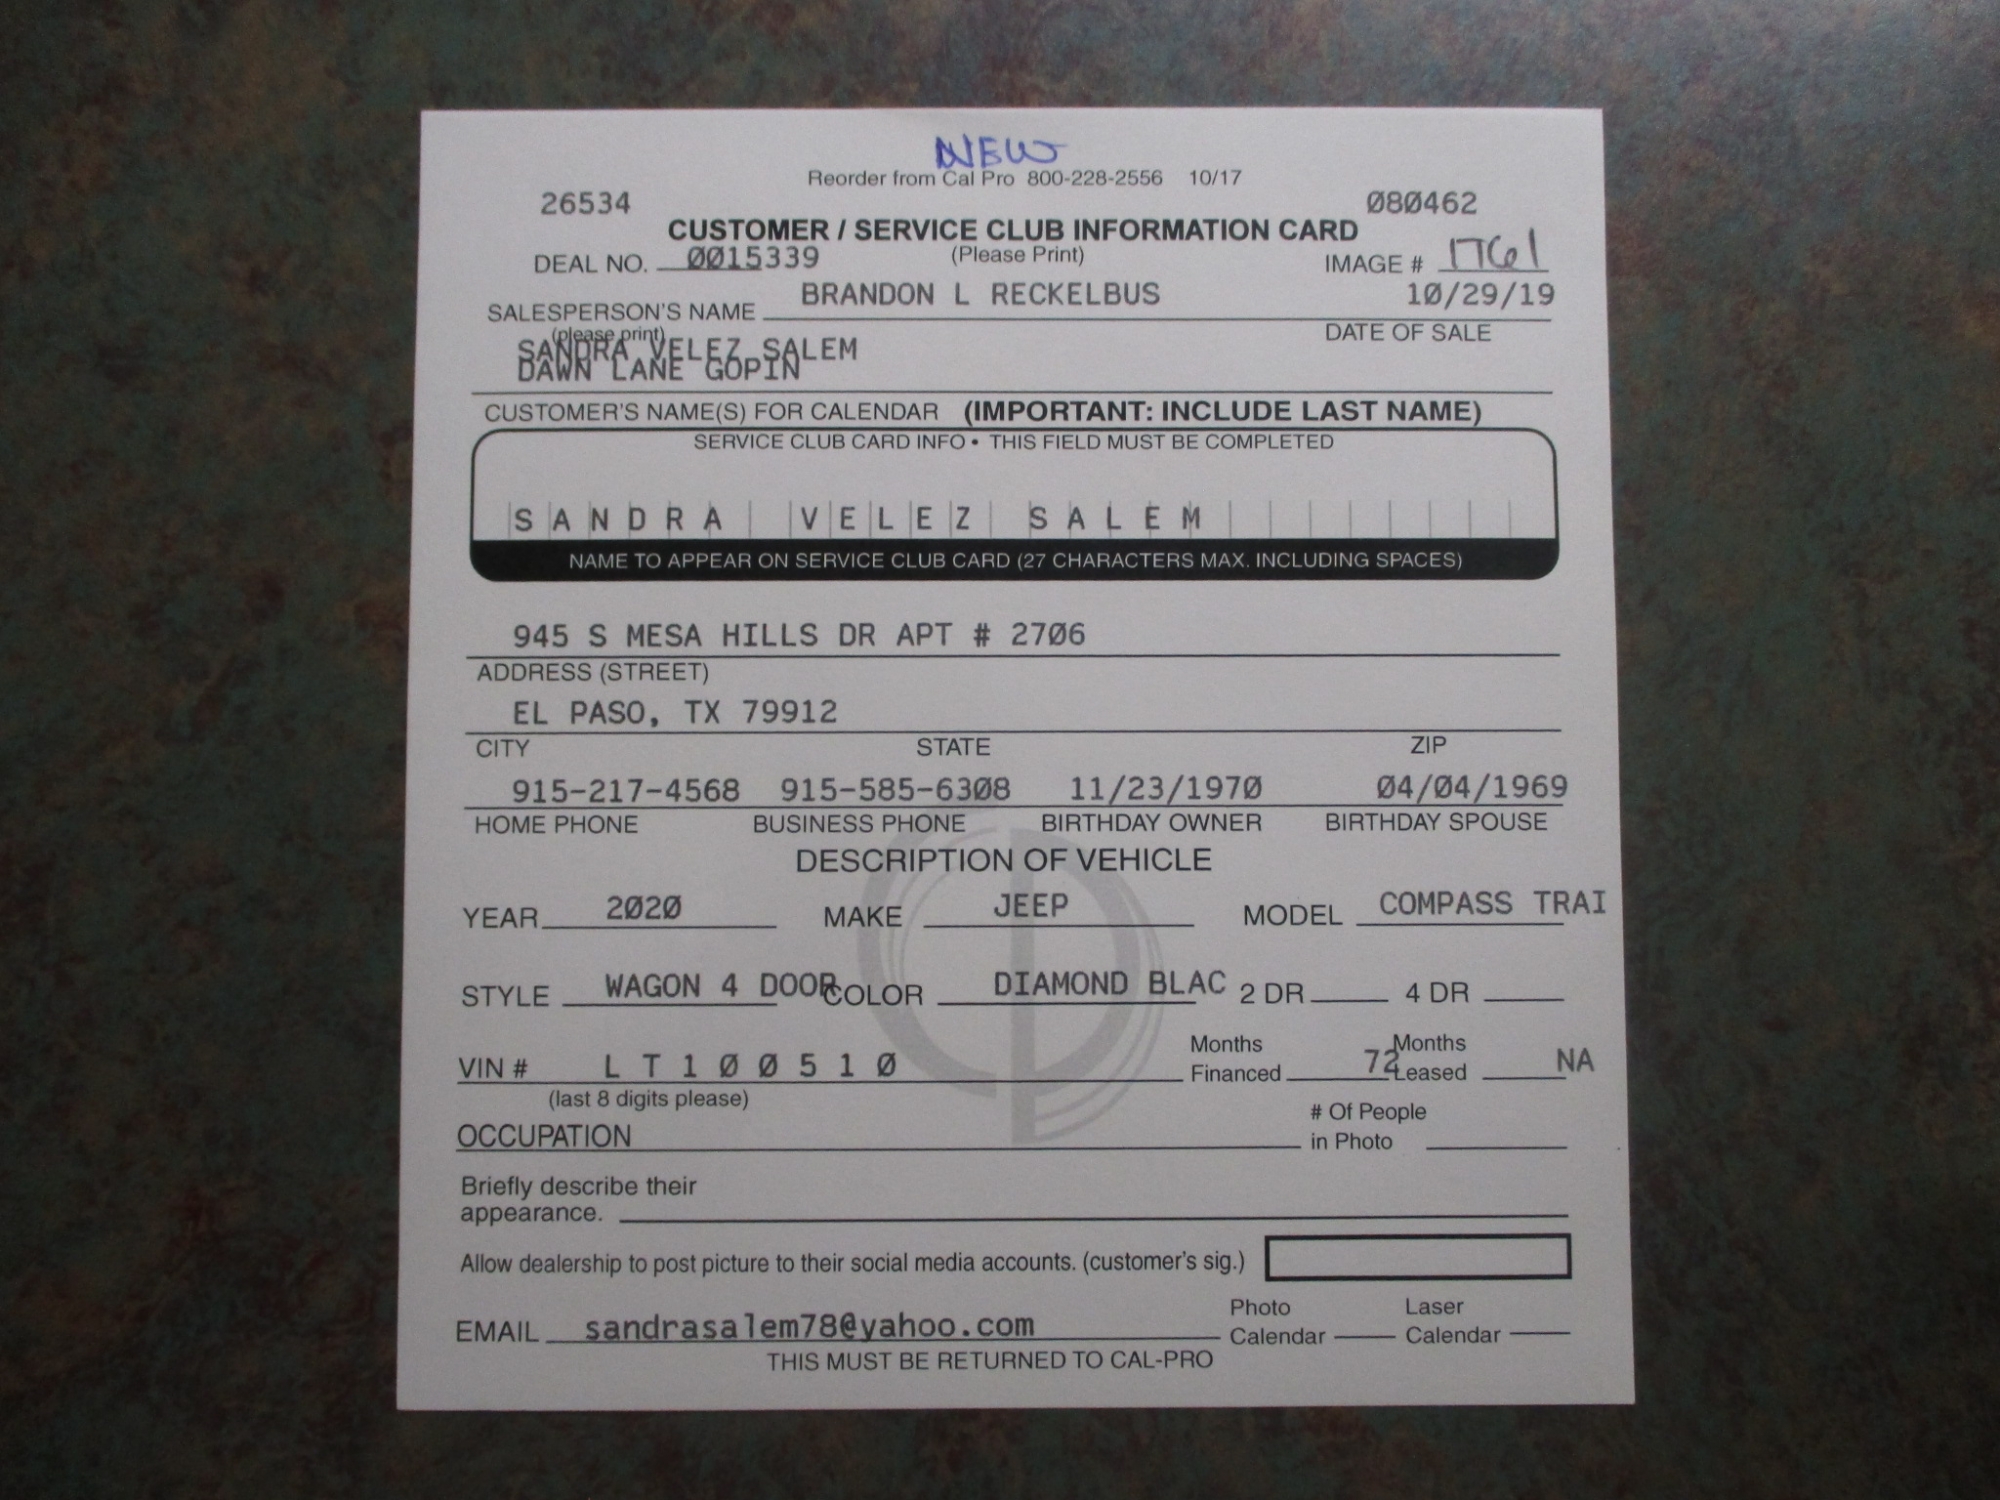 NEW
Reorder from Cal Pro 800-228-2556 10/17
26534 080462
CUSTOMER / SERVICE CLUB INFORMATION CARD
DEAL NO. 0015339 (Please Print) IMAGE # 1761
SALESPERSON'S NAME BRANDON L RECKELBUS 10/29/19
(please print) DATE OF SALE
SANDRA VELEZ SALEM
DAWN LANE GOPIN
CUSTOMER'S NAME(S) FOR CALENDAR (IMPORTANT: INCLUDE LAST NAME)
SERVICE CLUB CARD INFO • THIS FIELD MUST BE COMPLETED
SANDRA VELEZ SALEM
NAME TO APPEAR ON SERVICE CLUB CARD (27 CHARACTERS MAX. INCLUDING SPACES)
945 S MESA HILLS DR APT # 2706
ADDRESS (STREET)
EL PASO, TX 79912
CITY STATE ZIP
915-217-4568 915-585-6308 11/23/1970 04/04/1969
HOME PHONE BUSINESS PHONE BIRTHDAY OWNER BIRTHDAY SPOUSE
DESCRIPTION OF VEHICLE
YEAR 2020 MAKE JEEP MODEL COMPASS TRAI
STYLE WAGON 4 DOOR COLOR DIAMOND BLAC 2 DR 4 DR
VIN # LT100510 Months Financed 72 Months Leased NA
(last 8 digits please)
OCCUPATION # Of People in Photo
Briefly describe their
appearance.
Allow dealership to post picture to their social media accounts. (customer's sig.)
EMAIL sandrasalem78@yahoo.com Photo Calendar Laser Calendar
THIS MUST BE RETURNED TO CAL-PRO